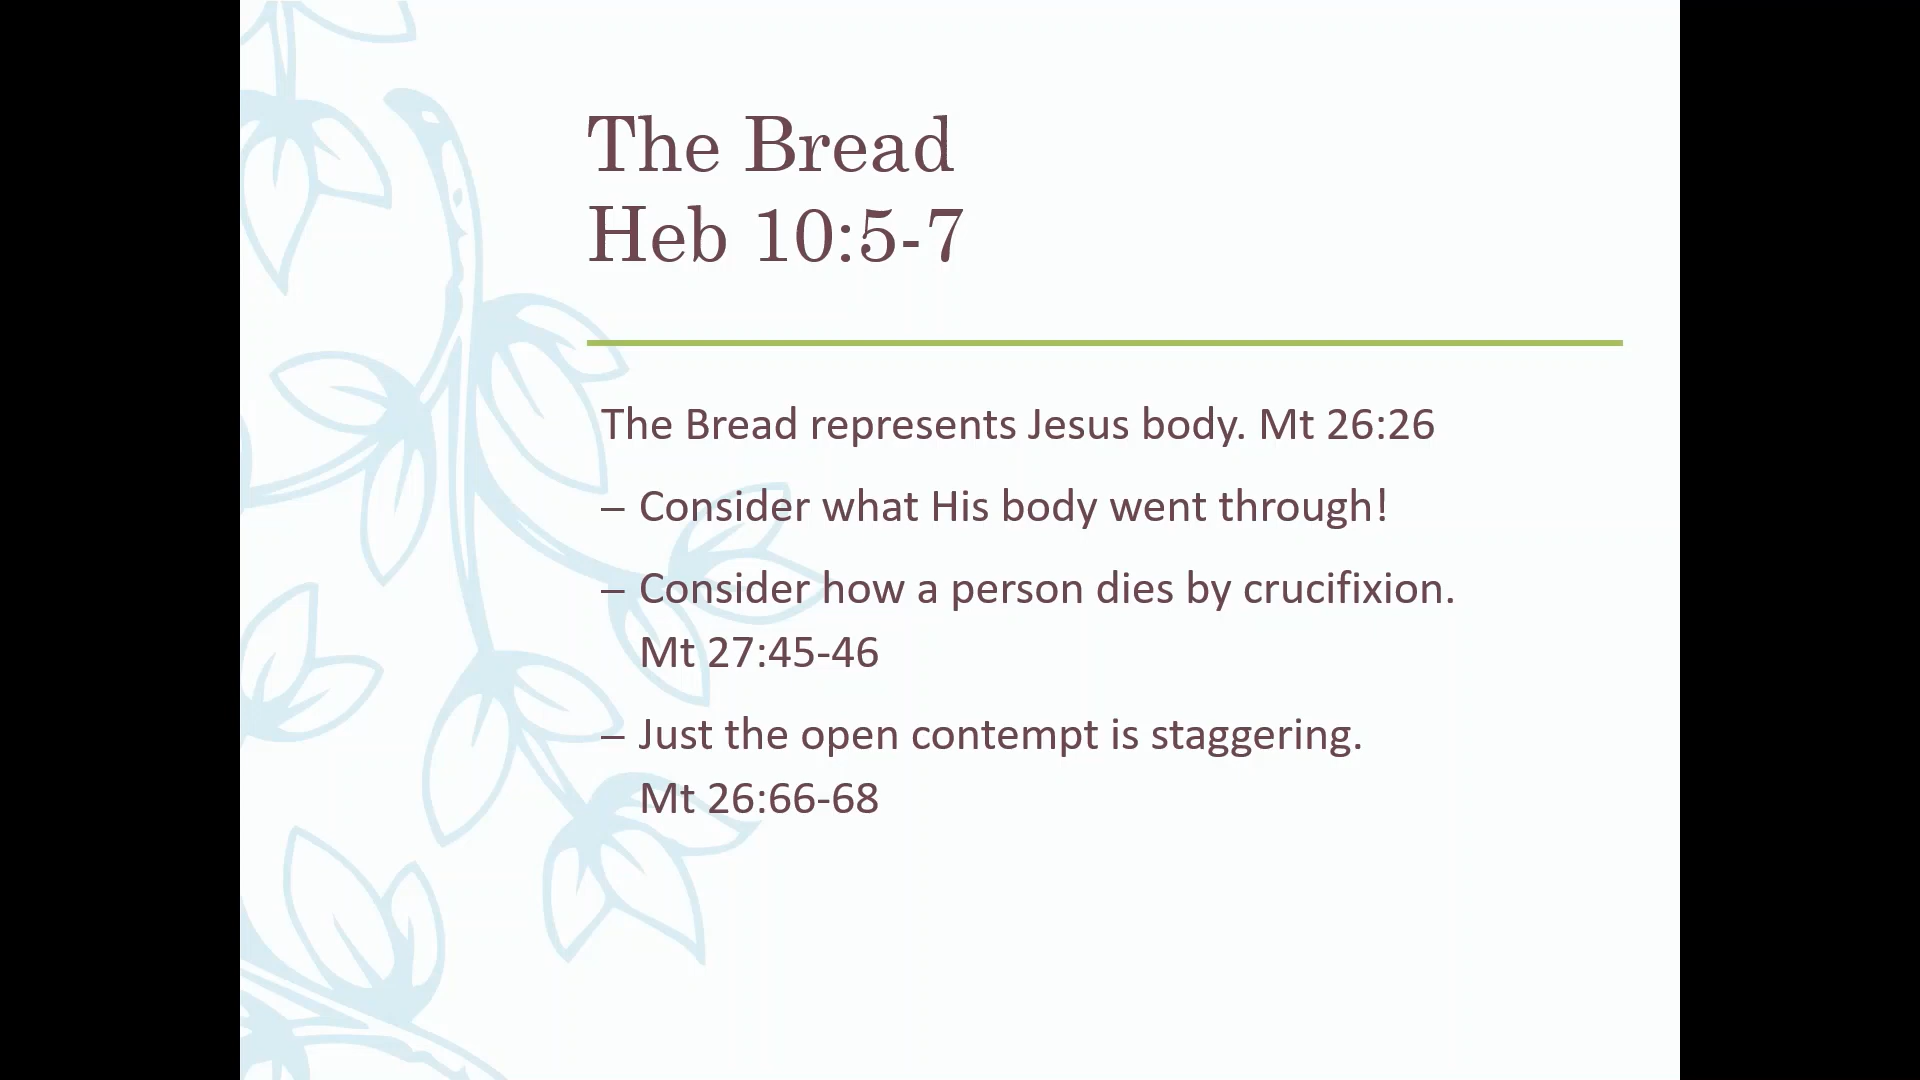 The Bread
Heb 10:5-7
The Bread represents Jesus body. Mt 26:26
– Consider what His body went through!
– Consider how a person dies by crucifixion.
Mt 27:45-46
– Just the open contempt is staggering.
Mt 26:66-68